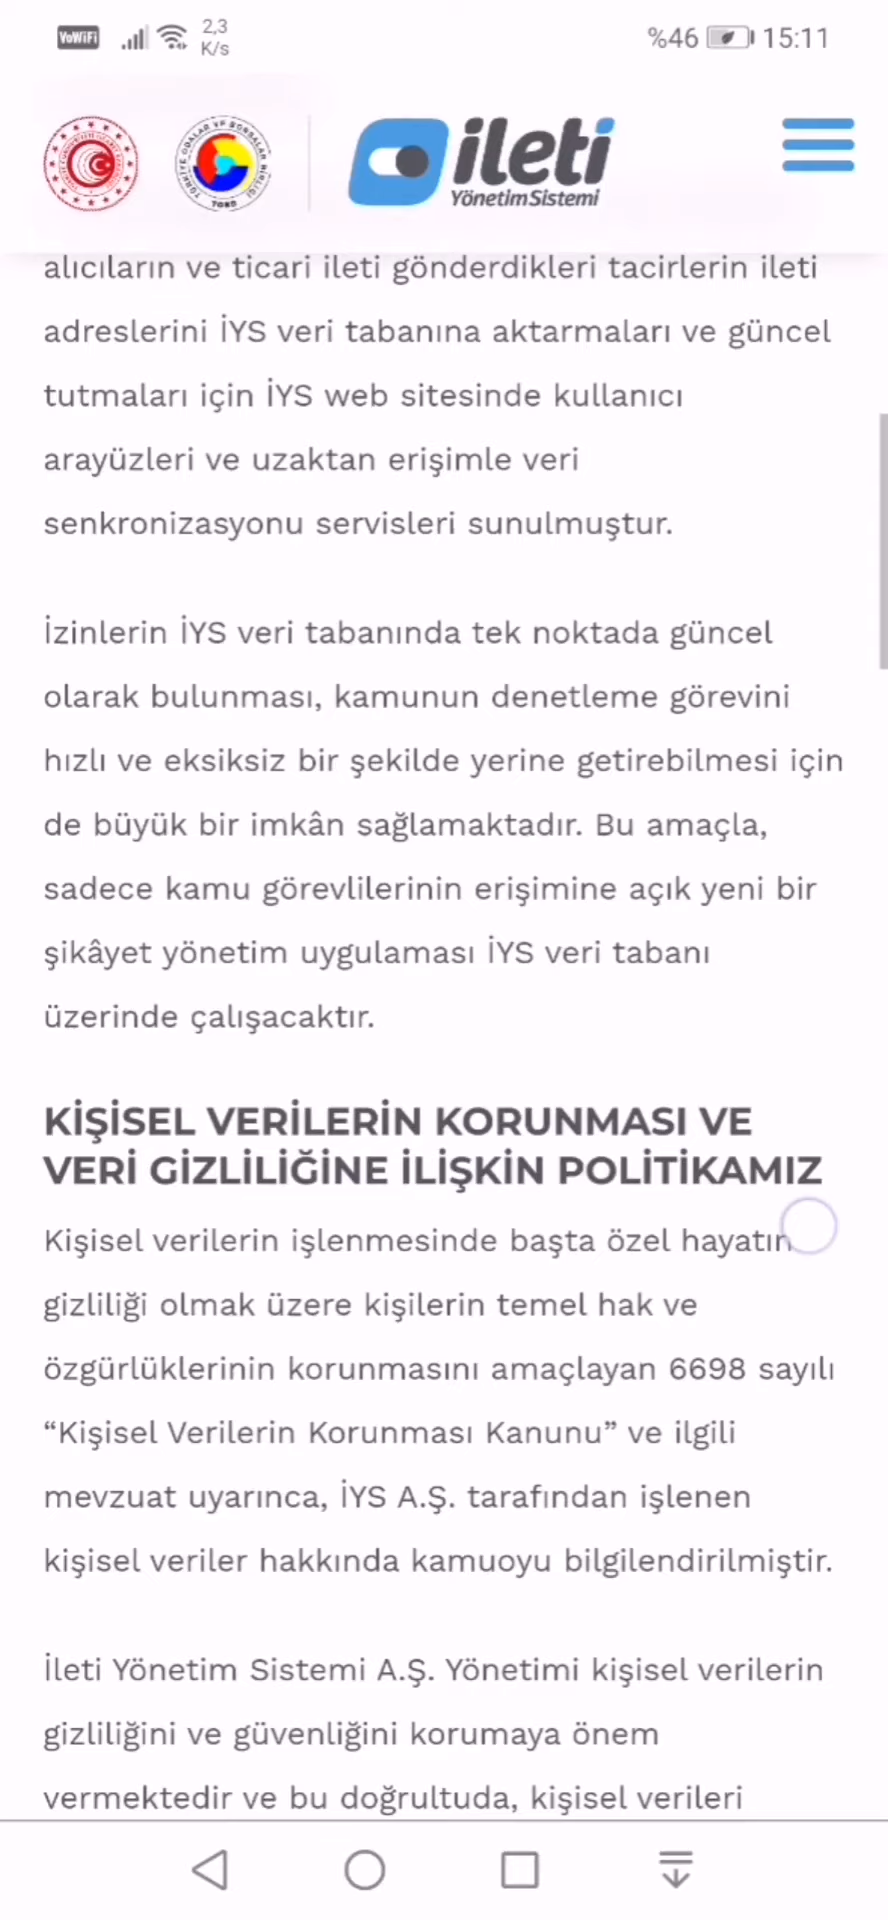 VoWiFi 2,3 K/s %46 15:11
TOBB
ileti
YönetimSistemi
alıcıların ve ticari ileti gönderdikleri tacirlerin ileti
adreslerini İYS veri tabanına aktarmaları ve güncel
tutmaları için İYS web sitesinde kullanıcı
arayüzleri ve uzaktan erişimle veri
senkronizasyonu servisleri sunulmuştur.
İzinlerin İYS veri tabanında tek noktada güncel
olarak bulunması, kamunun denetleme görevini
hızlı ve eksiksiz bir şekilde yerine getirebilmesi için
de büyük bir imkân sağlamaktadır. Bu amaçla,
sadece kamu görevlilerinin erişimine açık yeni bir
şikâyet yönetim uygulaması İYS veri tabanı
üzerinde çalışacaktır.
KİŞİSEL VERİLERİN KORUNMASI VE
VERİ GİZLİLİĞİNE İLİŞKİN POLİTİKAMIZ
Kişisel verilerin işlenmesinde başta özel hayatın
gizliliği olmak üzere kişilerin temel hak ve
özgürlüklerinin korunmasını amaçlayan 6698 sayılı
“Kişisel Verilerin Korunması Kanunu” ve ilgili
mevzuat uyarınca, İYS A.Ş. tarafından işlenen
kişisel veriler hakkında kamuoyu bilgilendirilmiştir.
İleti Yönetim Sistemi A.Ş. Yönetimi kişisel verilerin
gizliliğini ve güvenliğini korumaya önem
vermektedir ve bu doğrultuda, kişisel verileri